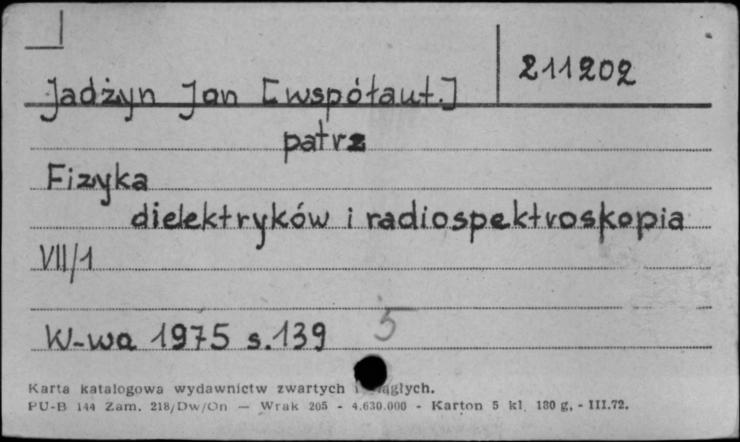 211202
Jadżyn Jan [współaut.]
patrz
Fizyka
dielektryków i radiospektroskopia
VII/1
W-wa 1975 s.139 5
Karta katalogowa wydawnictw zwartych i ciągłych.
PU-B 144 Zam. 218/Dw/On — Wrak 205 - 4.630.000 - Karton 5 kl. 180 g. - III.72.